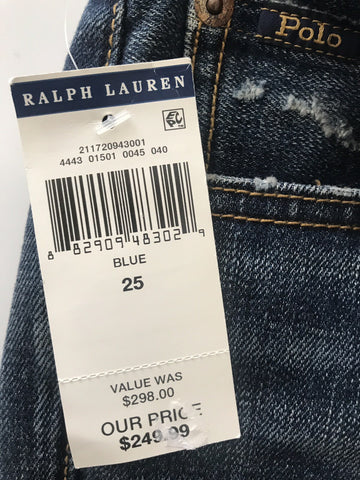 Polo
RALPH LAUREN
211720943001
4443 01501 0045 040
8 82909 48302 9
BLUE
25
VALUE WAS
$298.00
OUR PRICE
$249.99